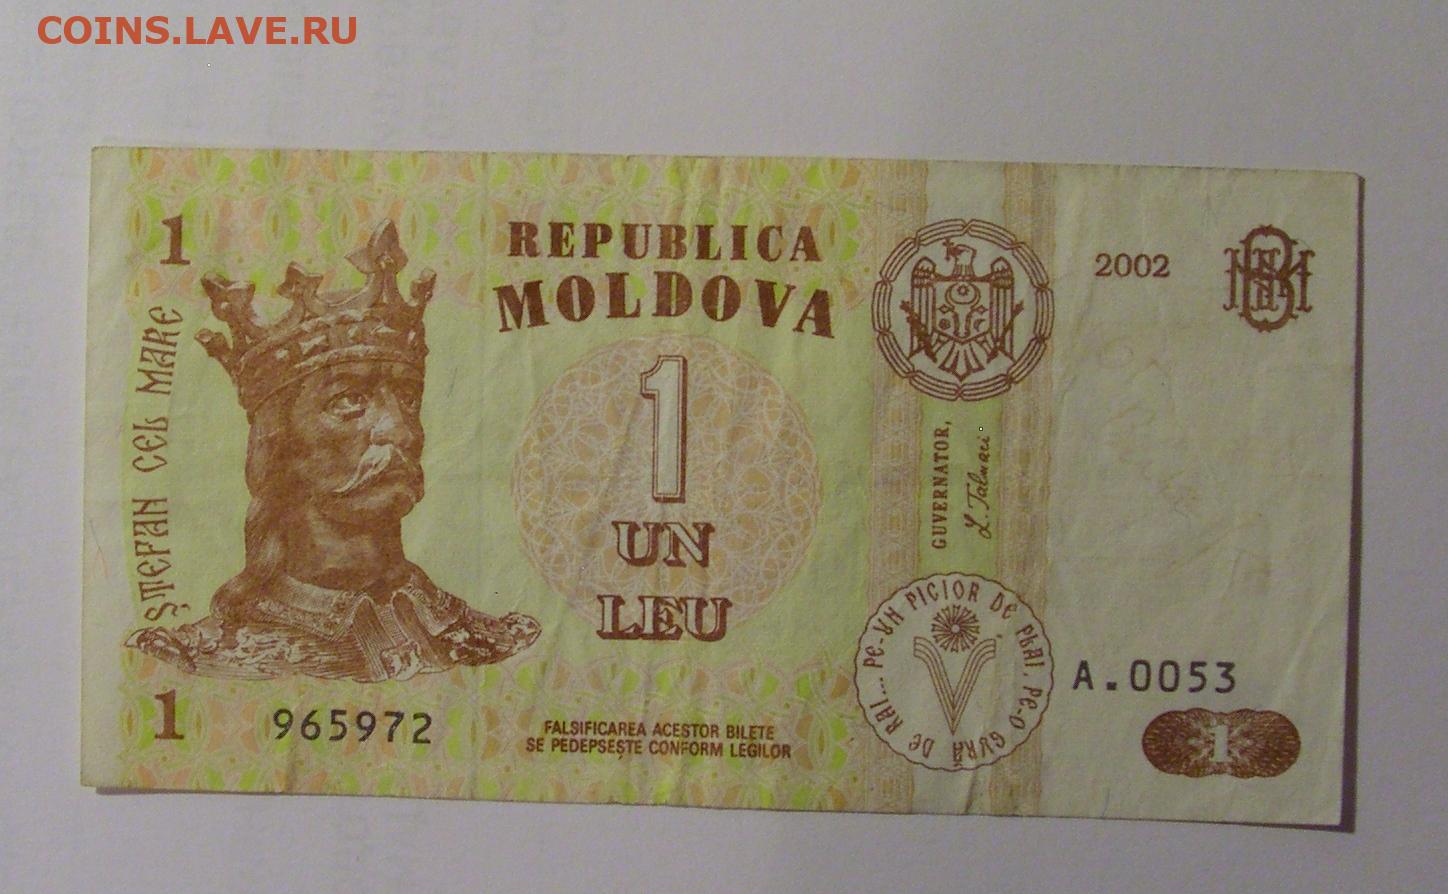 COINS.LAVE.RU
1
REPUBLICA
MOLDOVA
2002
ȘTEFAN CEL MARE
1
UN
LEU
GUVERNATOR,
L. Talmaci
PE-UN PICIOR DE PLAI, PE-O GURĂ DE RAI...
A.0053
1
1
965972
FALSIFICAREA ACESTOR BILETE
SE PEDEPSEȘTE CONFORM LEGILOR